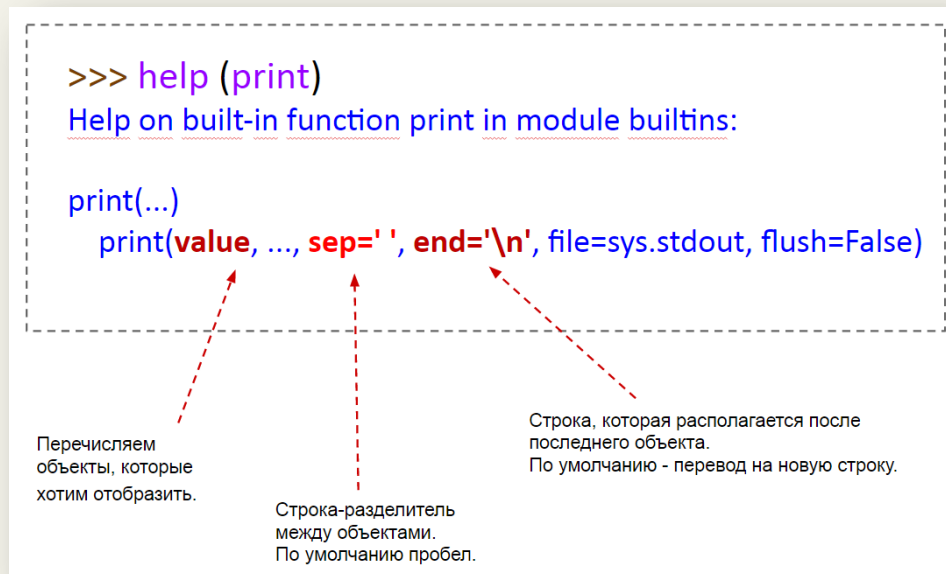 >>> help (print)
Help on built-in function print in module builtins:
print(...)
print(value, ..., sep=' ', end='\n', file=sys.stdout, flush=False)
Перечисляем
объекты, которые
хотим отобразить.
Строка-разделитель
между объектами.
По умолчанию пробел.
Строка, которая располагается после
последнего объекта.
По умолчанию - перевод на новую строку.